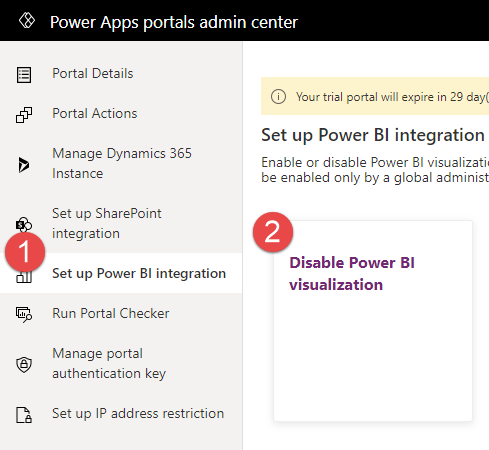 Power Apps portals admin center
Portal Details
Portal Actions
Manage Dynamics 365
Instance
Set up SharePoint
integration
1
Set up Power BI integration
Run Portal Checker
Manage portal
authentication key
Set up IP address restriction
Your trial portal will expire in 29 day(
Set up Power BI integration
Enable or disable Power BI visualizatio
be enabled only by a global administ
2
Disable Power BI
visualization